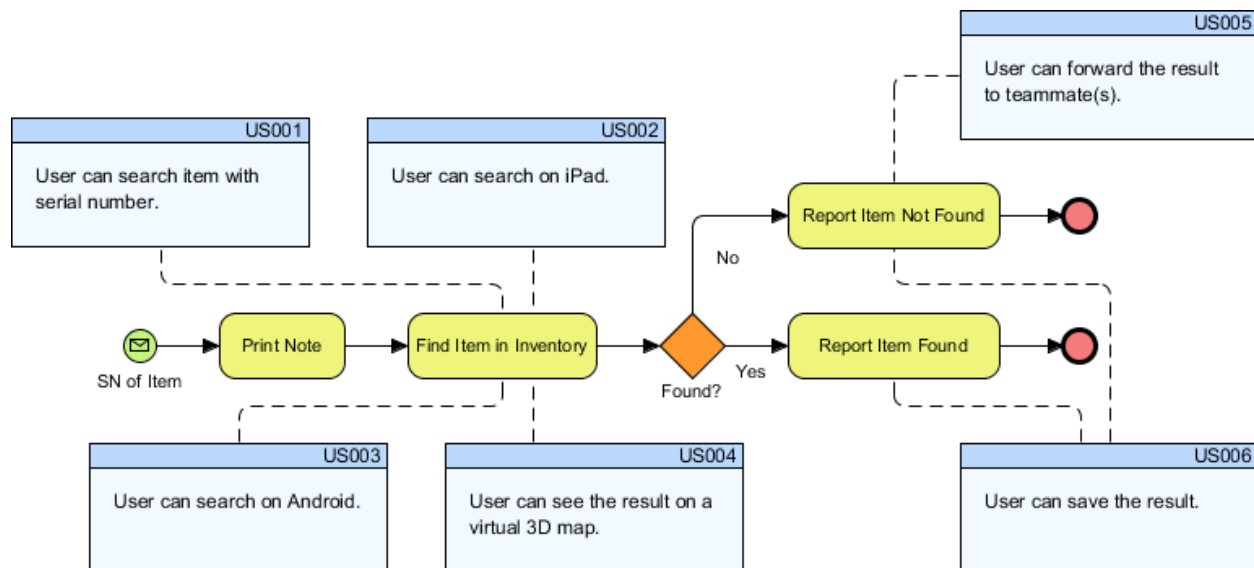 US005
User can forward the result
to teammate(s).
US001
User can search item with
serial number.
US002
User can search on iPad.
Report Item Not Found
No
SN of Item
Print Note
Find Item in Inventory
Found?
Yes
Report Item Found
US003
User can search on Android.
US004
User can see the result on a
virtual 3D map.
US006
User can save the result.